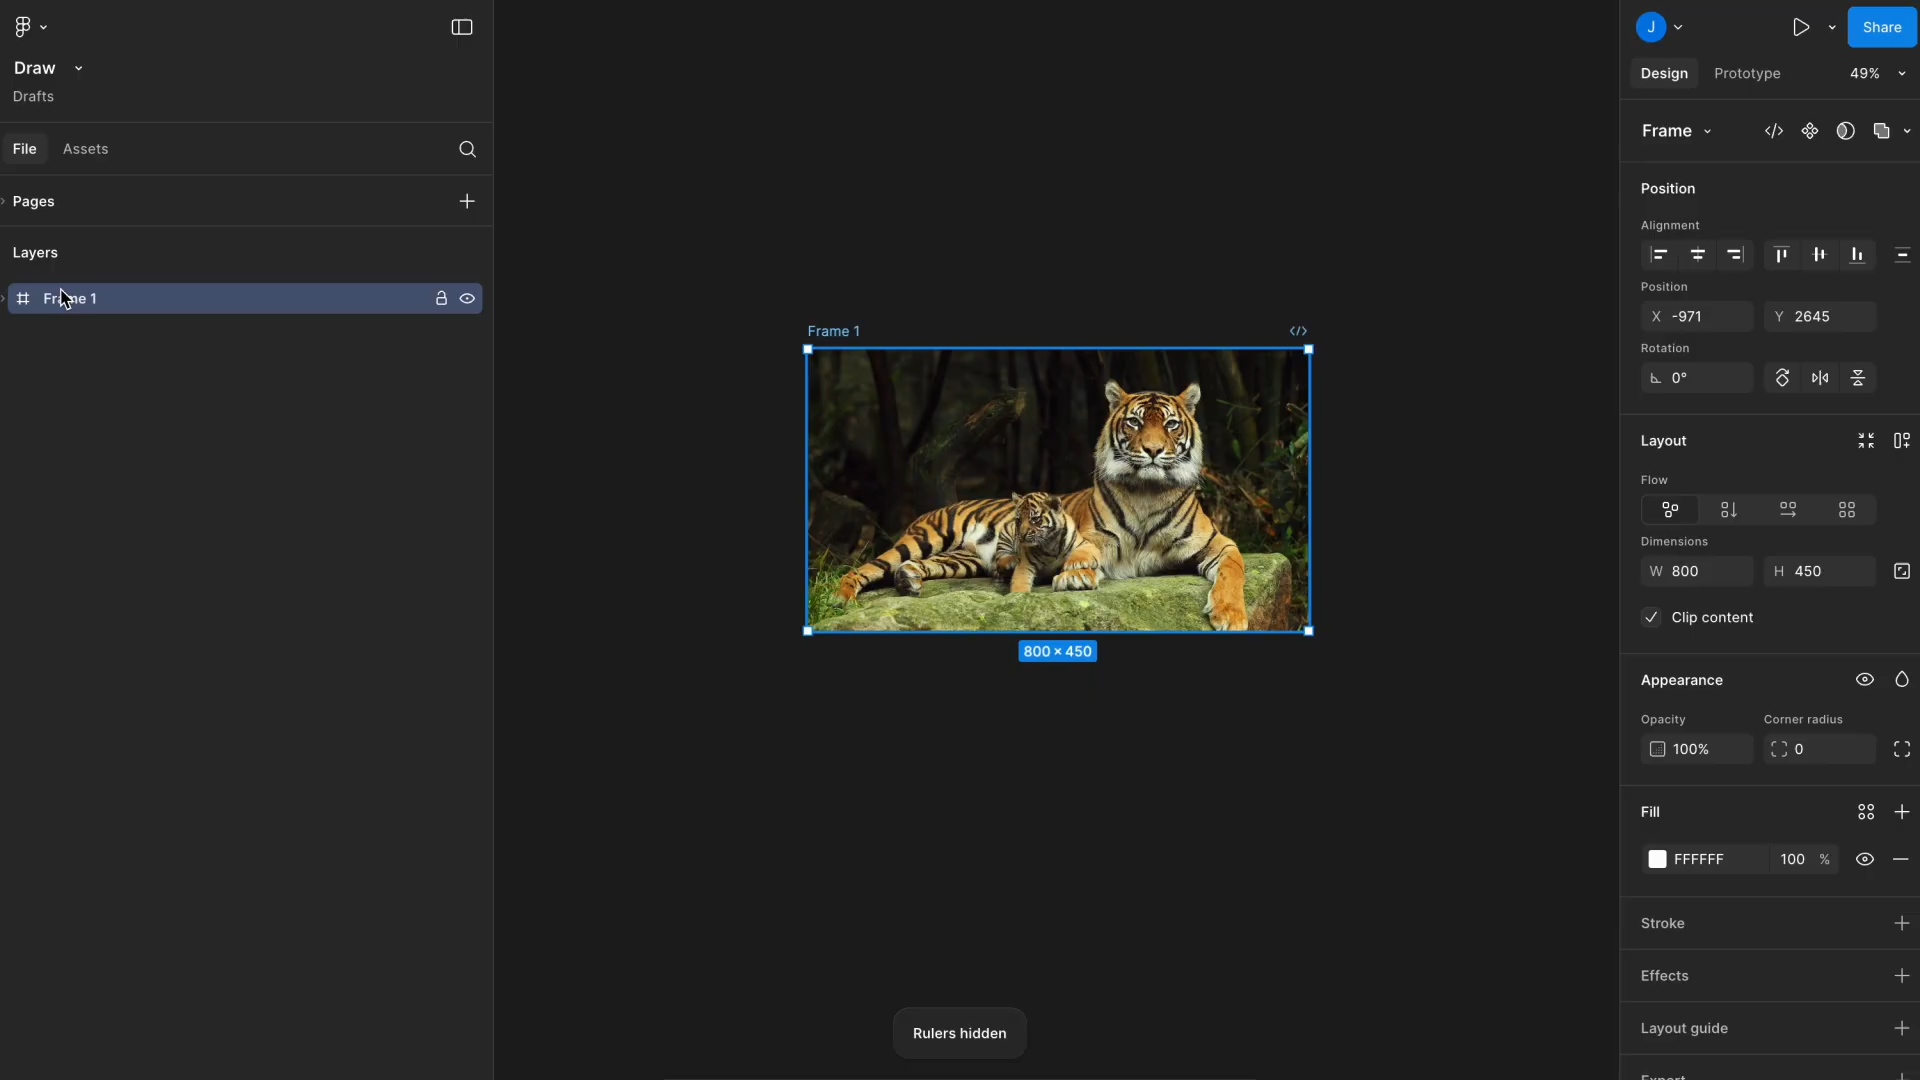 Draw
Drafts
File
Assets
Pages
Layers
Frame 1
Frame 1
800 × 450
Rulers hidden
J
Share
Design
Prototype
49%
Frame
Position
Alignment
Position
X -971
Y 2645
Rotation
0°
Layout
Flow
Dimensions
W 800
H 450
Clip content
Appearance
Opacity
Corner radius
100%
0
Fill
FFFFFF
100 %
Stroke
Effects
Layout guide
Export